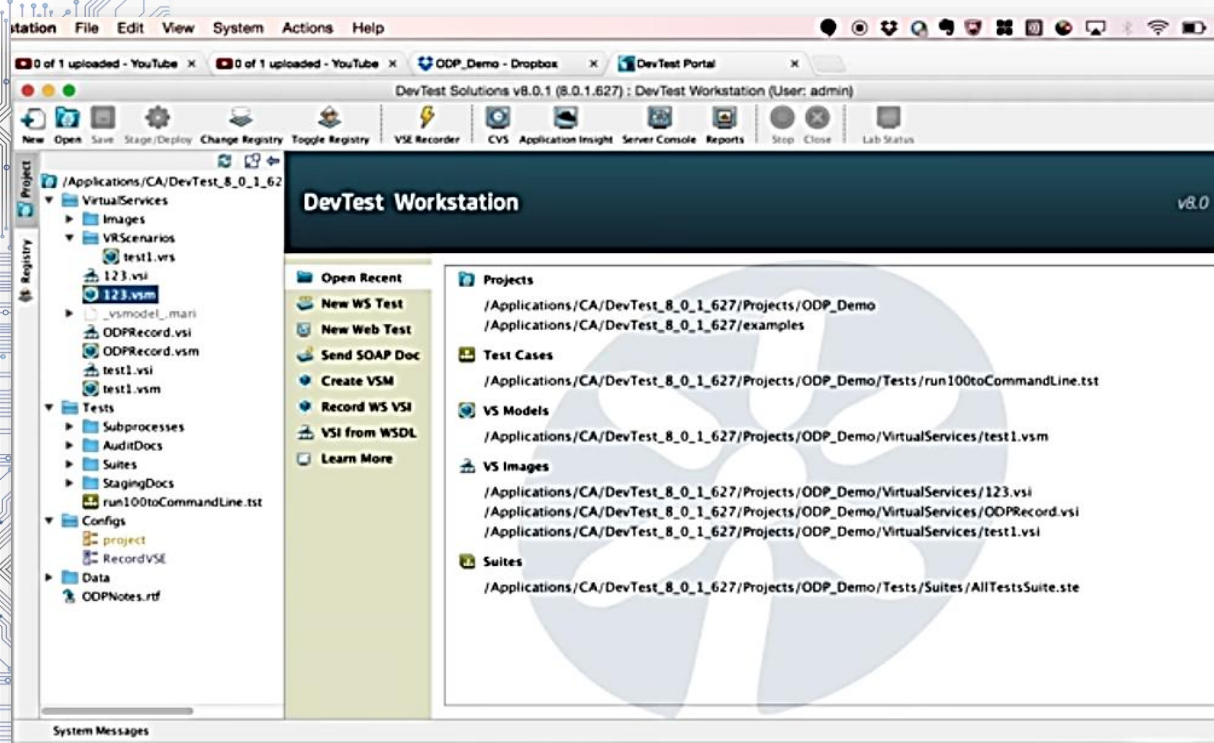 station File Edit View System Actions Help
0 of 1 uploaded - YouTube × 0 of 1 uploaded - YouTube × ODP_Demo - Dropbox × DevTest Portal ×
DevTest Solutions v8.0.1 (8.0.1.627) : DevTest Workstation (User: admin)
New Open Save Stage/Deploy Change Registry Toggle Registry VSE Recorder CVS Application Insight Server Console Reports Stop Close Lab Status
Project
Registry
/Applications/CA/DevTest_8_0_1_62
VirtualServices
Images
VRScenarios
test1.vrs
123.vsi
123.vsm
_vsmodel_.mari
ODPRecord.vsi
ODPRecord.vsm
test1.vsi
test1.vsm
Tests
Subprocesses
AuditDocs
Suites
StagingDocs
run100toCommandLine.tst
Configs
project
RecordVSE
Data
ODPNotes.rtf
DevTest Workstation
v8.0
Open Recent
New WS Test
New Web Test
Send SOAP Doc
Create VSM
Record WS VSI
VSI from WSDL
Learn More
Projects
/Applications/CA/DevTest_8_0_1_627/Projects/ODP_Demo
/Applications/CA/DevTest_8_0_1_627/examples
Test Cases
/Applications/CA/DevTest_8_0_1_627/Projects/ODP_Demo/Tests/run100toCommandLine.tst
VS Models
/Applications/CA/DevTest_8_0_1_627/Projects/ODP_Demo/VirtualServices/test1.vsm
VS Images
/Applications/CA/DevTest_8_0_1_627/Projects/ODP_Demo/VirtualServices/123.vsi
/Applications/CA/DevTest_8_0_1_627/Projects/ODP_Demo/VirtualServices/ODPRecord.vsi
/Applications/CA/DevTest_8_0_1_627/Projects/ODP_Demo/VirtualServices/test1.vsi
Suites
/Applications/CA/DevTest_8_0_1_627/Projects/ODP_Demo/Tests/Suites/AllTestsSuite.ste
System Messages